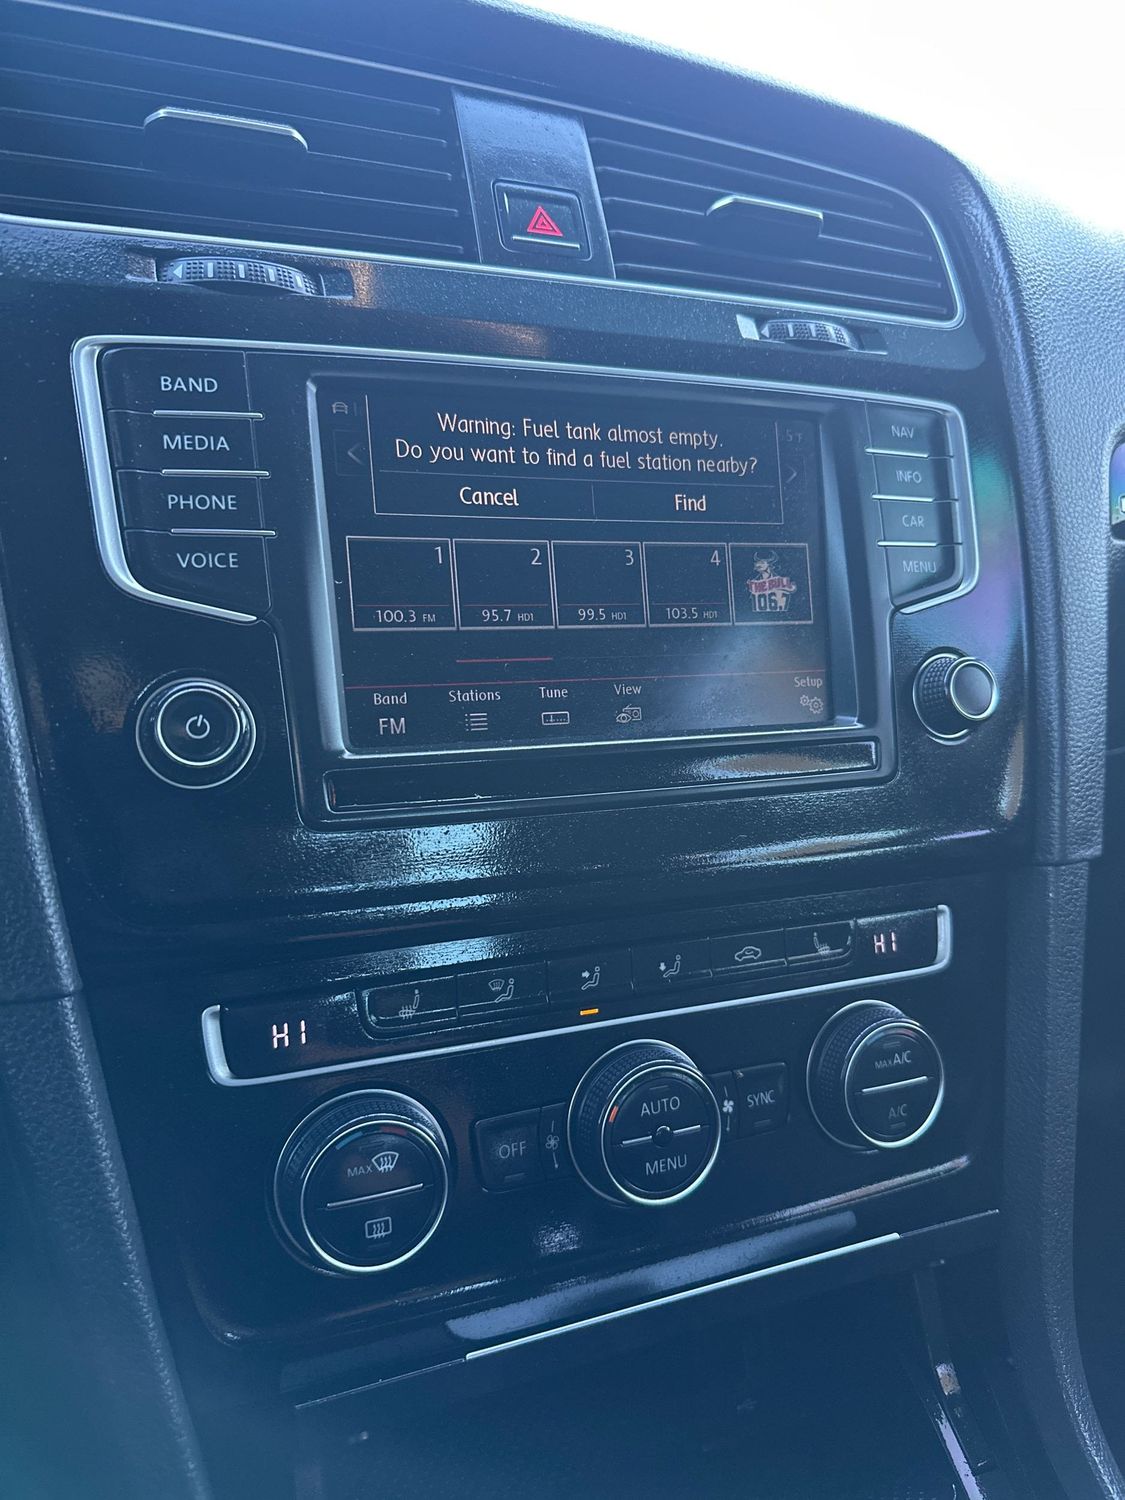 BAND
MEDIA
PHONE
VOICE
Warning: Fuel tank almost empty.
Do you want to find a fuel station nearby?
Cancel Find
1 2 3 4
100.3 FM 95.7 HD1 99.5 HD1 103.5 HD1
THE BULL
106.7
Band Stations Tune View Setup
FM
NAV
INFO
CAR
MENU
HI HI
MAX
OFF
AUTO
MENU
SYNC
MAX A/C
A/C